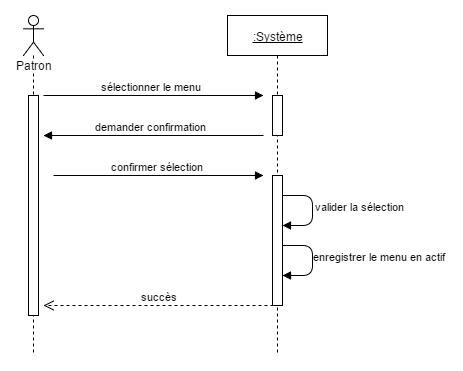 :Système
Patron
sélectionner le menu
demander confirmation
confirmer sélection
valider la sélection
enregistrer le menu en actif
succès